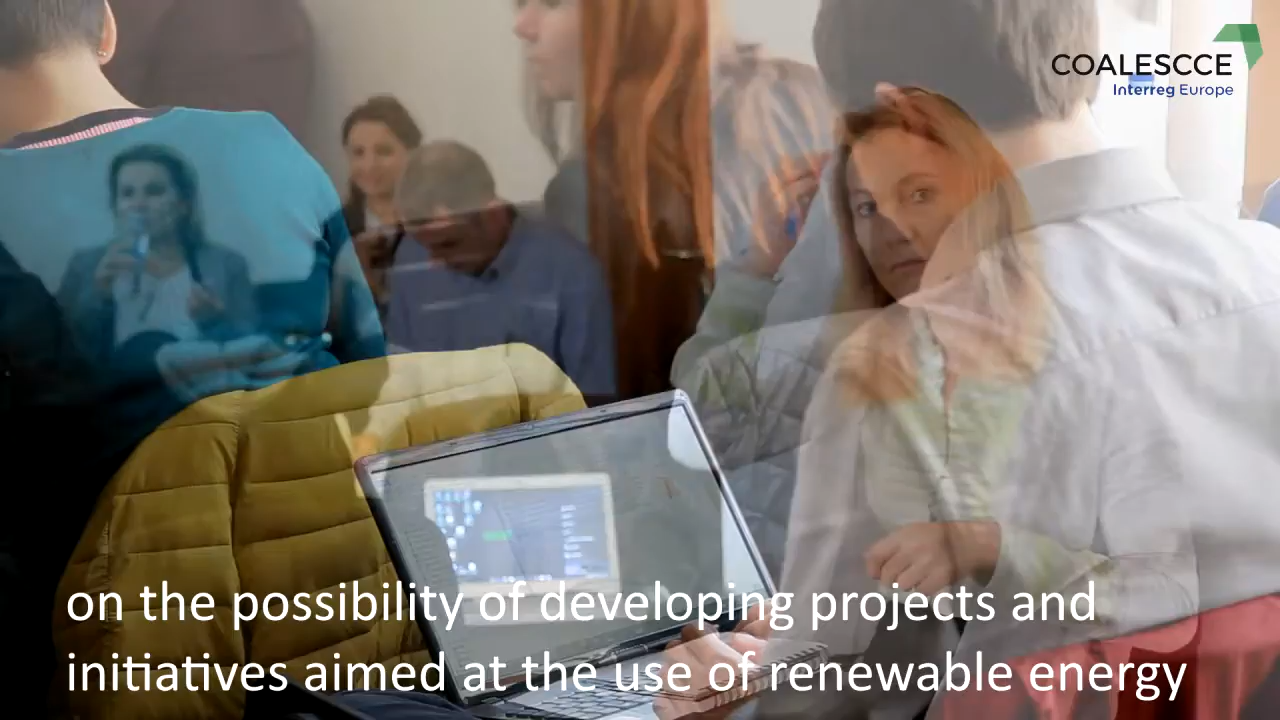 COALESCCE
Interreg Europe
on the possibility of developing projects and
initiatives aimed at the use of renewable energy